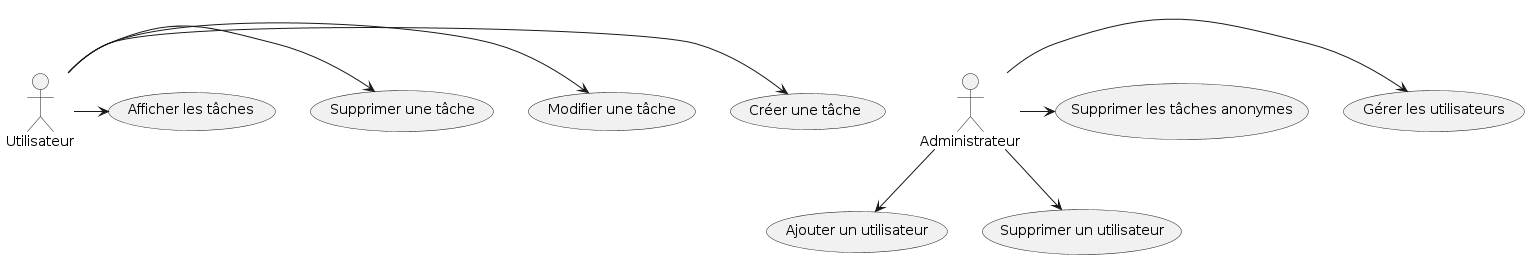 Utilisateur
Afficher les tâches
Supprimer une tâche
Modifier une tâche
Créer une tâche
Administrateur
Supprimer les tâches anonymes
Gérer les utilisateurs
Ajouter un utilisateur
Supprimer un utilisateur